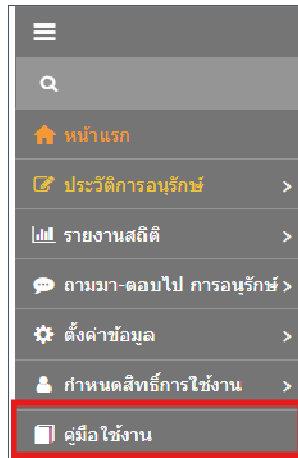 หน้าแรก
ประวัติการอนุรักษ์ >
รายงานสถิติ >
ถามมา-ตอบไป การอนุรักษ์ >
ตั้งค่าข้อมูล >
กำหนดสิทธิ์การใช้งาน >
คู่มือใช้งาน